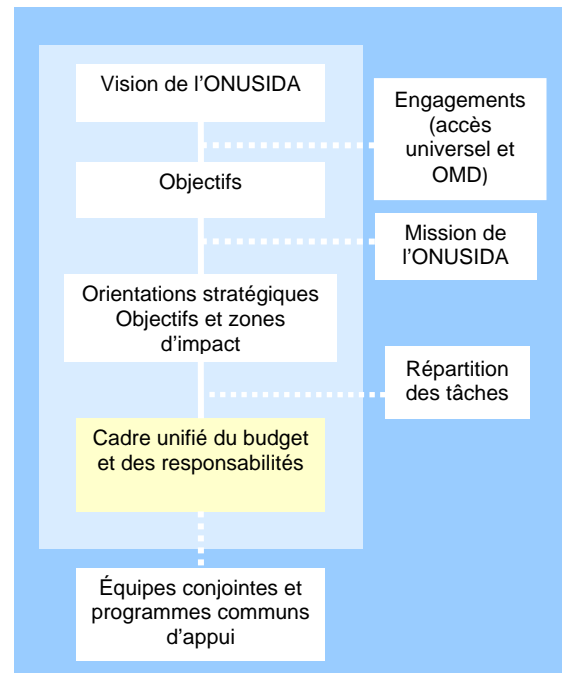 Vision de l’ONUSIDA
Engagements
(accès
universel et
OMD)
Objectifs
Mission de
l’ONUSIDA
Orientations stratégiques
Objectifs et zones
d’impact
Répartition
des tâches
Cadre unifié du budget
et des responsabilités
Équipes conjointes et
programmes communs
d’appui